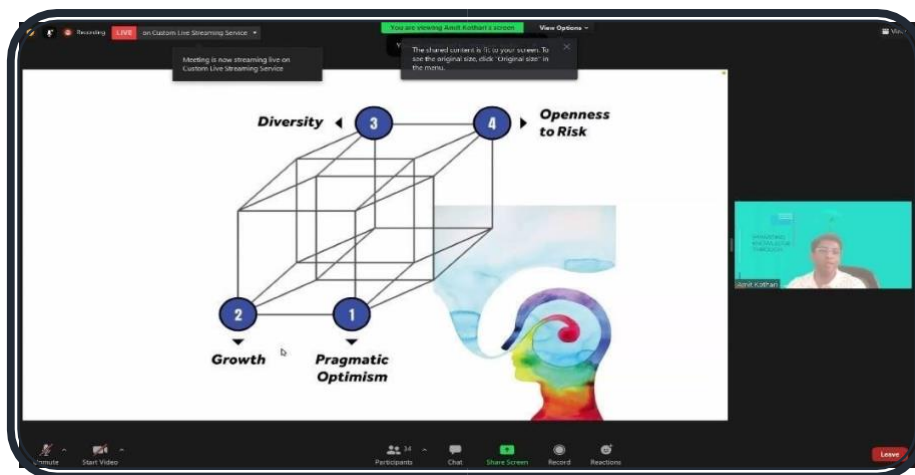 Recording
LIVE
on Custom Live Streaming Service
You are viewing Amit Kothari's screen
View Options
Meeting is now streaming live on
Custom Live Streaming Service
The shared content is fit to your screen. To
see the original size, click "Original size" in
the menu.
Diversity
3
4
Openness
to Risk
2
1
Growth
Pragmatic
Optimism
Amit Kothari
Unmute
Start Video
Participants
34
Chat
Share Screen
Record
Reactions
Leave